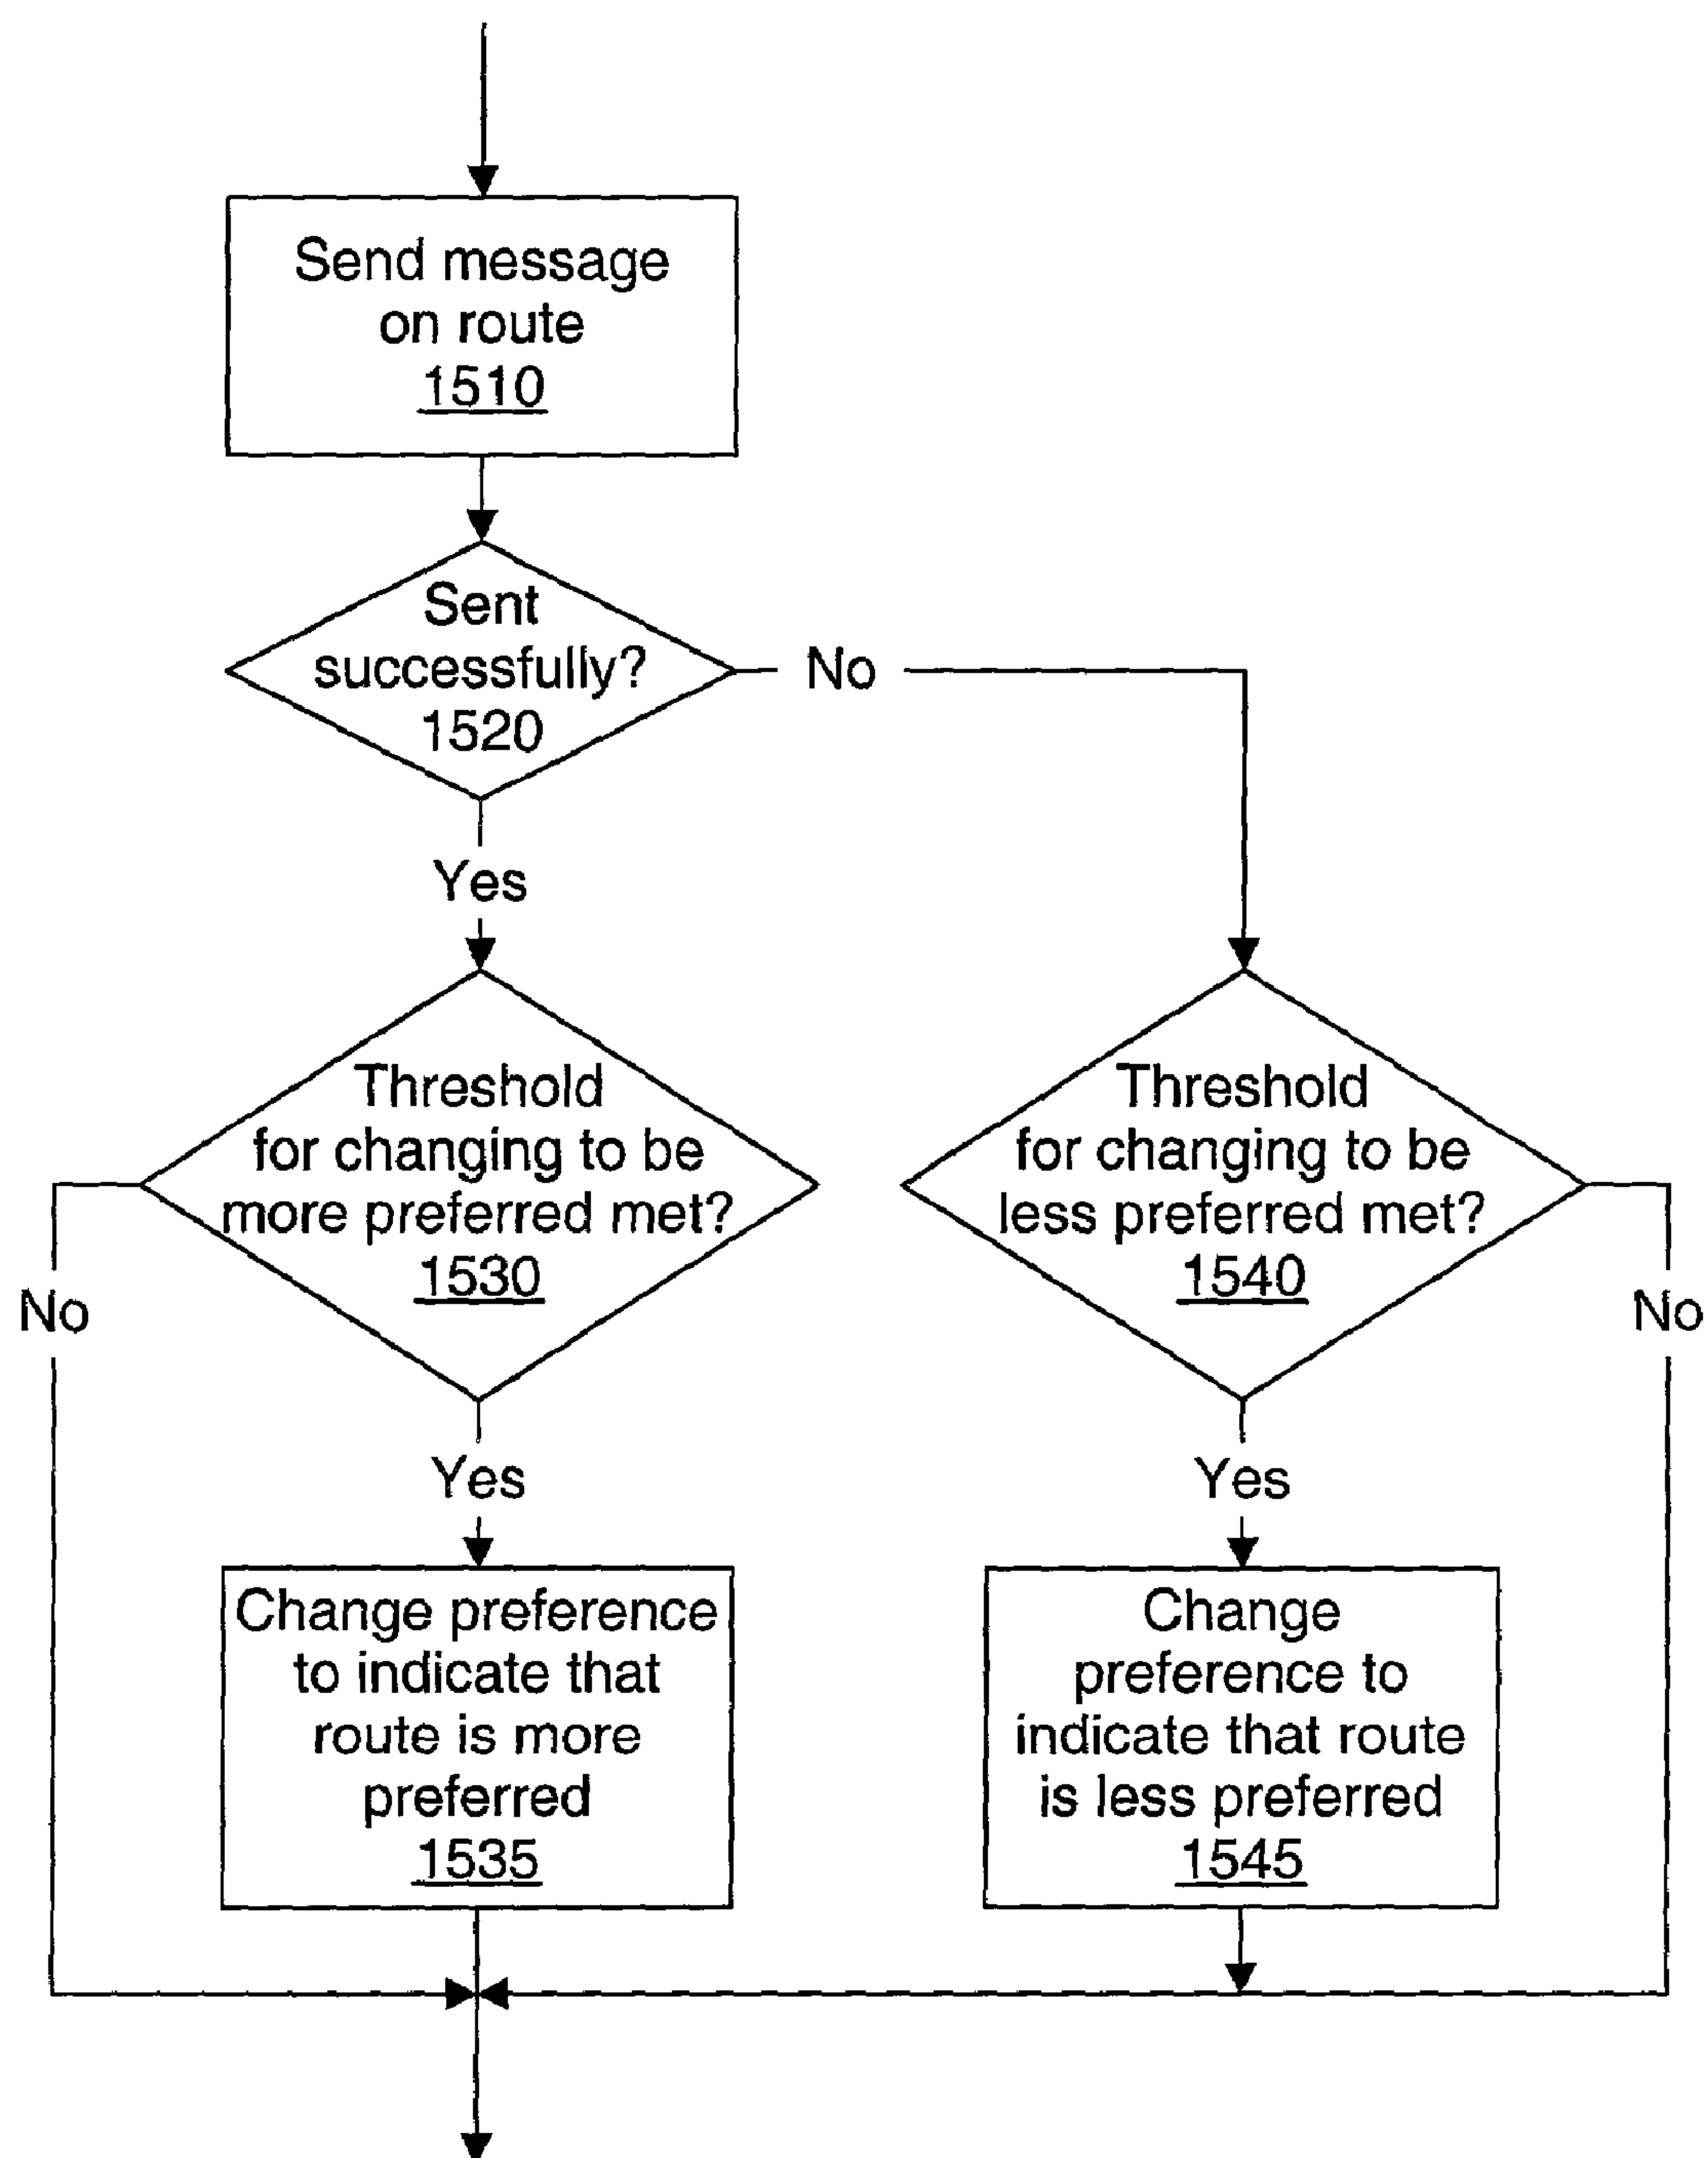 Send message
on route
1510
Sent
successfully?
1520
No
Yes
Threshold
for changing to be
more preferred met?
1530
Threshold
for changing to be
less preferred met?
1540
No
No
Yes
Yes
Change preference
to indicate that
route is more
preferred
1535
Change
preference to
indicate that route
is less preferred
1545